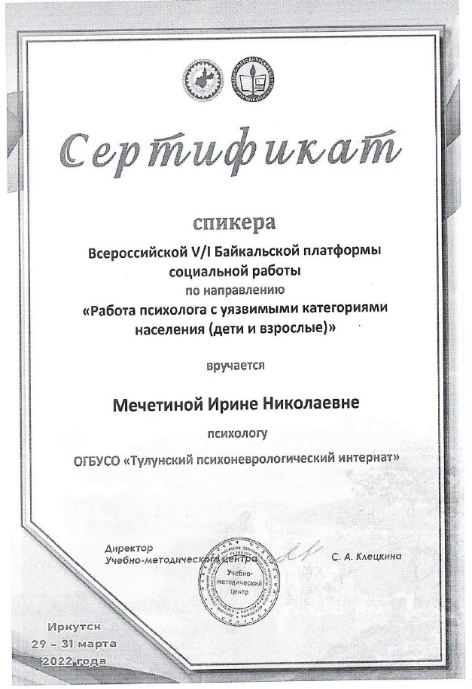 Сертификат
спикера
Всероссийской V/I Байкальской платформы
социальной работы
по направлению
«Работа психолога с уязвимыми категориями
населения (дети и взрослые)»
вручается
Мечетиной Ирине Николаевне
психологу
ОГБУСО «Тулунский психоневрологический интернат»
Директор
Учебно-методического центра
С. А. Клецкина
Учебно-
методический
центр
Иркутск
29 – 31 марта
2022 года